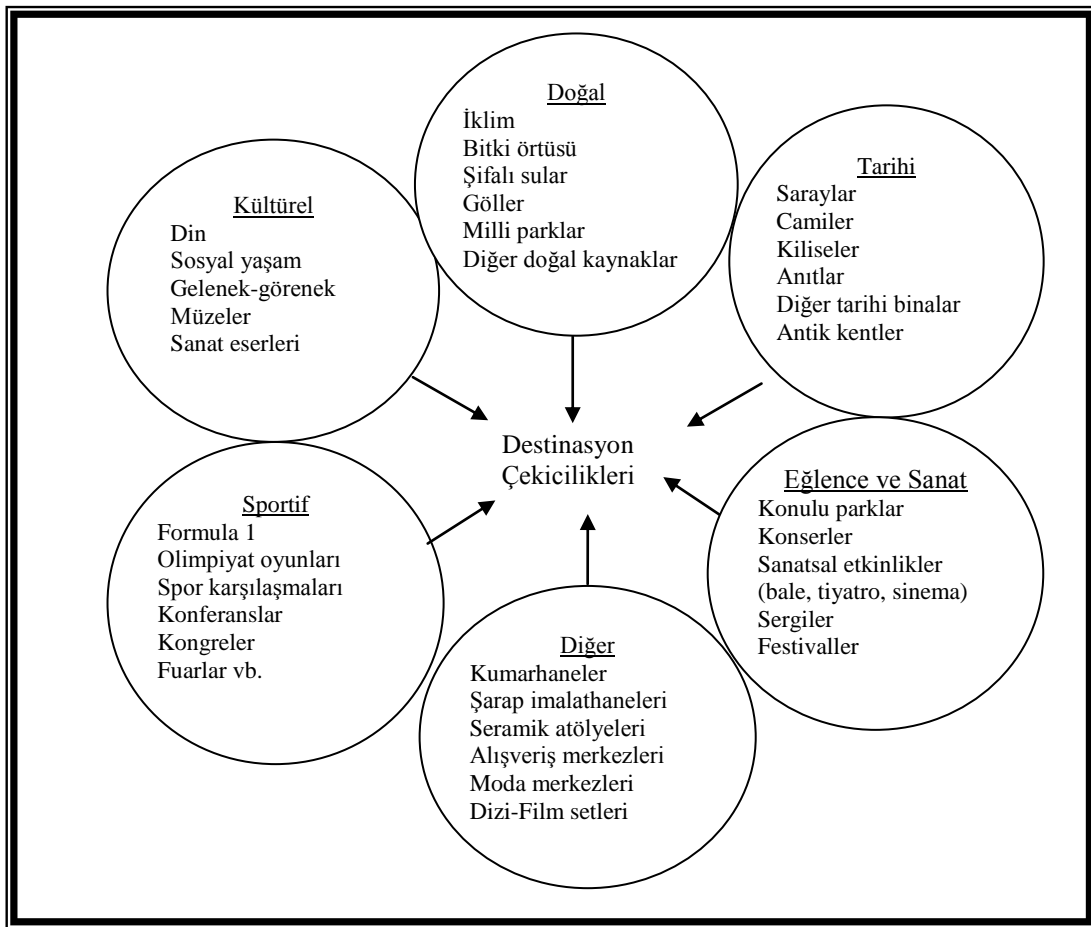 Doğal
İklim
Bitki örtüsü
Şifalı sular
Göller
Milli parklar
Diğer doğal kaynaklar
Tarihi
Saraylar
Camiler
Kiliseler
Anıtlar
Diğer tarihi binalar
Antik kentler
Kültürel
Din
Sosyal yaşam
Gelenek-görenek
Müzeler
Sanat eserleri
Destinasyon
Çekicilikleri
Eğlence ve Sanat
Konulu parklar
Konserler
Sanatsal etkinlikler
(bale, tiyatro, sinema)
Sergiler
Festivaller
Sportif
Formula 1
Olimpiyat oyunları
Spor karşılaşmaları
Konferanslar
Kongreler
Fuarlar vb.
Diğer
Kumarhaneler
Şarap imalathaneleri
Seramik atölyeleri
Alışveriş merkezleri
Moda merkezleri
Dizi-Film setleri